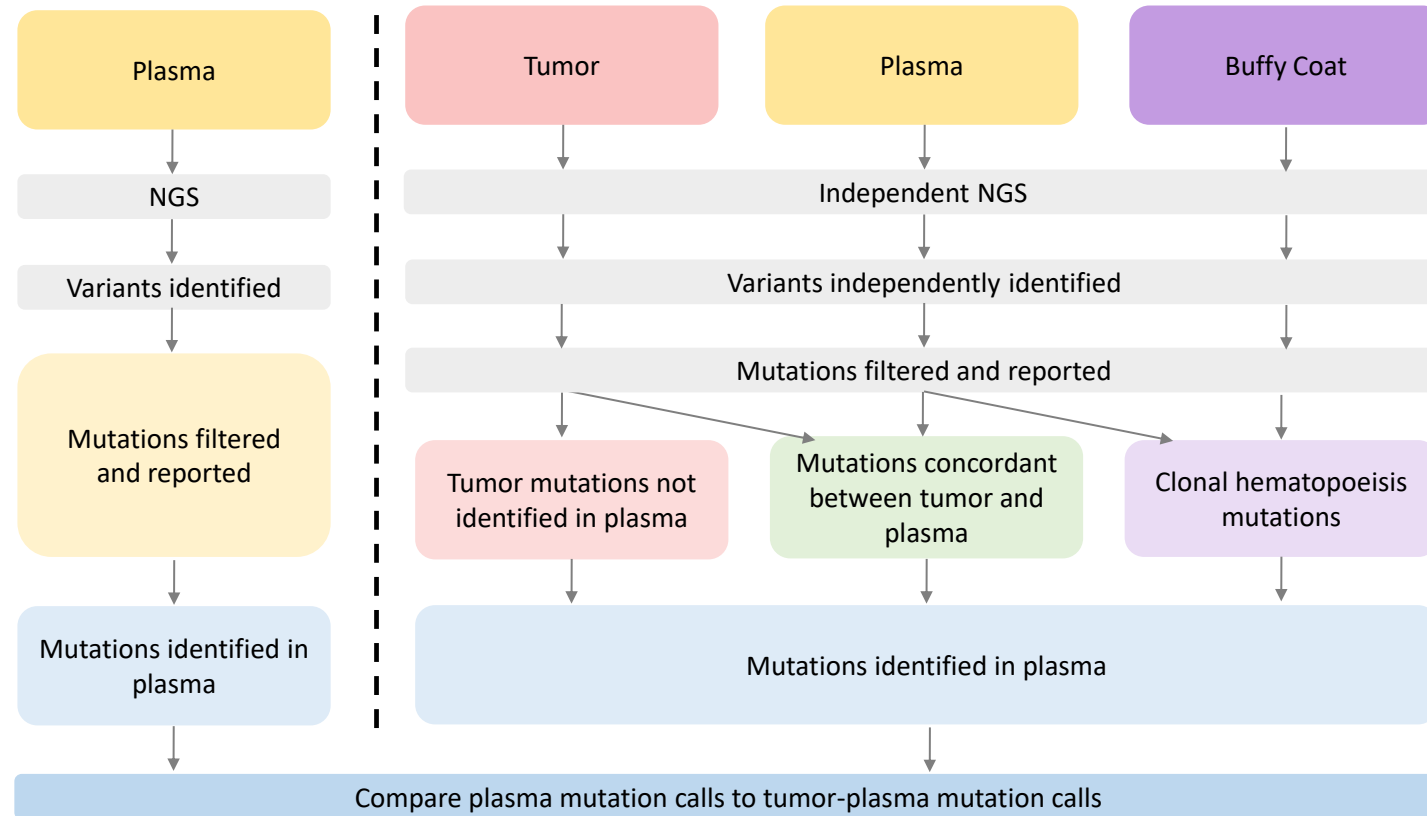 Plasma
NGS
Variants identified
Mutations filtered
and reported
Mutations identified in
plasma
Tumor
Plasma
Buffy Coat
Independent NGS
Variants independently identified
Mutations filtered and reported
Tumor mutations not
identified in plasma
Mutations concordant
between tumor and
plasma
Clonal hematopoeisis
mutations
Mutations identified in plasma
Compare plasma mutation calls to tumor-plasma mutation calls